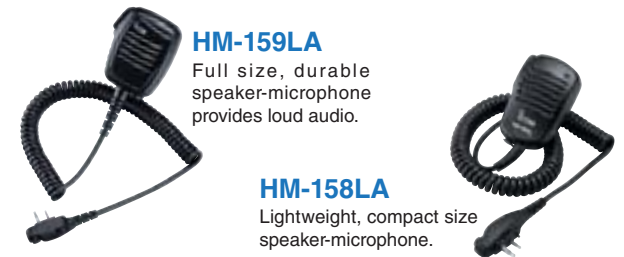 HM-159LA
Full size, durable
speaker-microphone
provides loud audio.
HM-158LA
Lightweight, compact size
speaker-microphone.